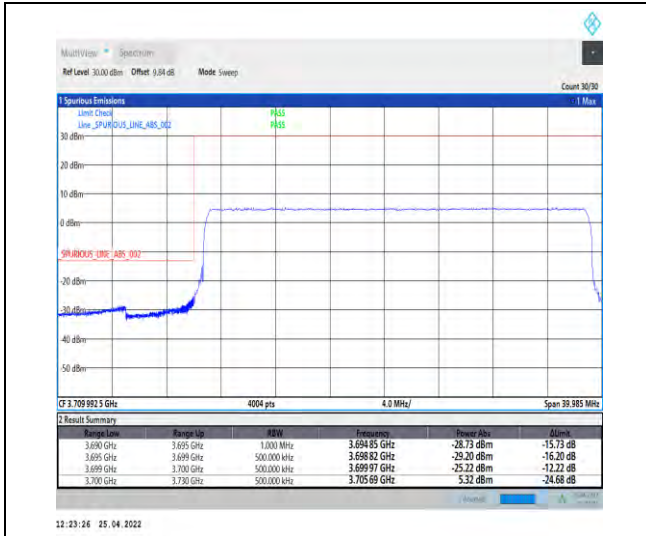 MultiView Spectrum
Ref Level 30.00 dBm Offset 9.84 dB Mode Sweep
Count 30/30
1 Spurious Emissions 1 Max
Limit Check PASS
Line _SPURIOUS_LINE_ABS_002 PASS
30 dBm
20 dBm
10 dBm
0 dBm
_SPURIOUS_LINE_ABS_002
-20 dBm
-30 dBm
-40 dBm
-50 dBm
CF 3.709 992 5 GHz 4004 pts 4.0 MHz/ Span 39.985 MHz
2 Result Summary
Range Low Range Up RBW Frequency Power Abs ΔLimit
3.690 GHz 3.695 GHz 1.000 MHz 3.694 85 GHz -28.73 dBm -15.73 dB
3.695 GHz 3.699 GHz 500.000 kHz 3.698 82 GHz -29.20 dBm -16.20 dB
3.699 GHz 3.700 GHz 500.000 kHz 3.699 97 GHz -25.22 dBm -12.22 dB
3.700 GHz 3.730 GHz 500.000 kHz 3.705 69 GHz 5.32 dBm -24.68 dB
12:23:26 25.04.2022